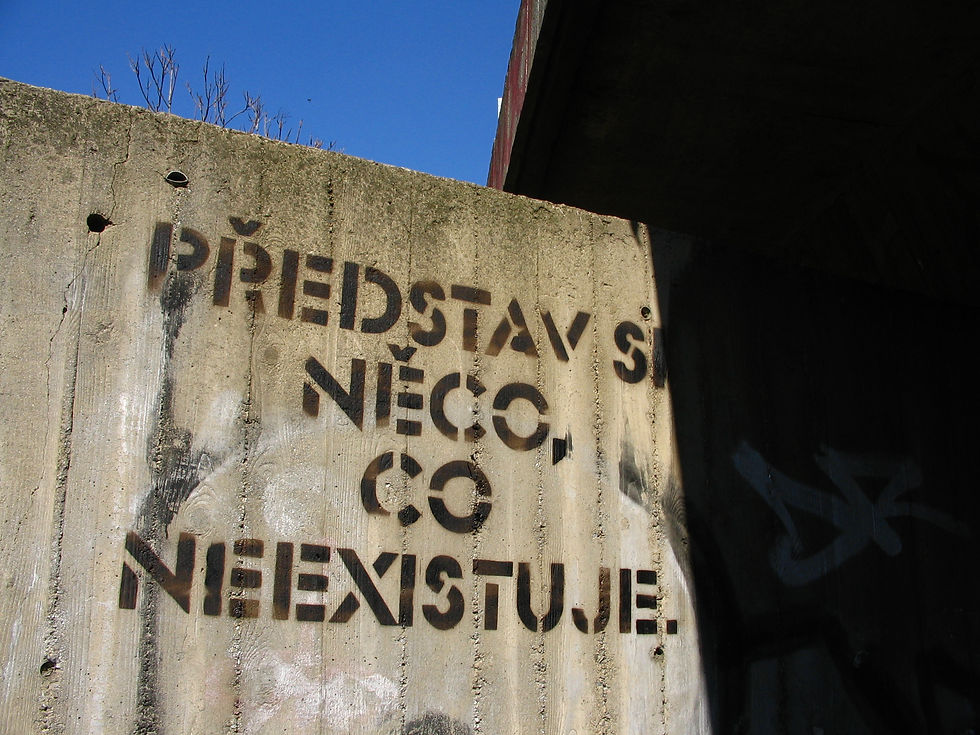 PŘEDSTAV SI
NĚCO,
CO
NEEXISTUJE.